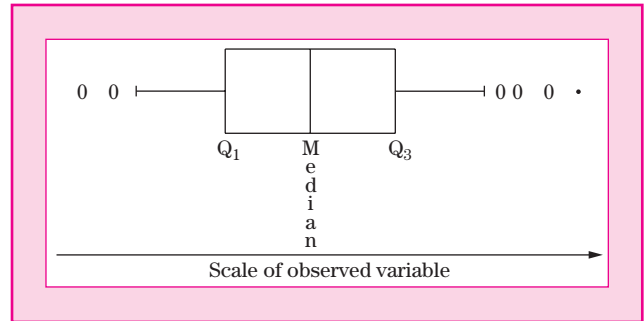 0 0 0 0 0 •
Q₁ M Q₃
e
d
i
a
n
Scale of observed variable